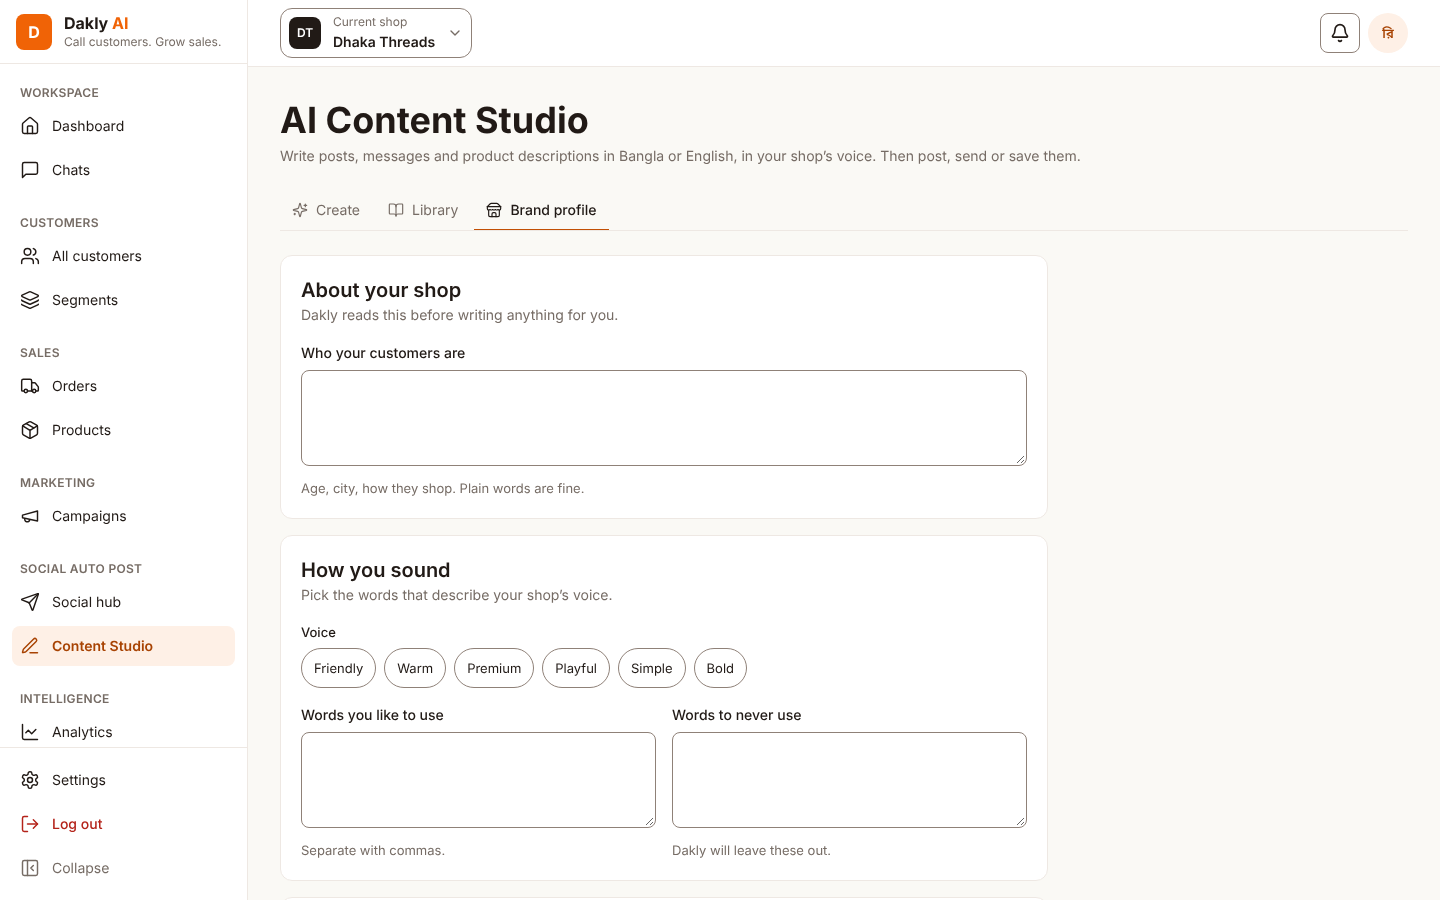 D
Dakly AI
Call customers. Grow sales.
WORKSPACE
Dashboard
Chats
CUSTOMERS
All customers
Segments
SALES
Orders
Products
MARKETING
Campaigns
SOCIAL AUTO POST
Social hub
Content Studio
INTELLIGENCE
Analytics
Settings
Log out
Collapse
DT
Current shop
Dhaka Threads
রি
AI Content Studio
Write posts, messages and product descriptions in Bangla or English, in your shop’s voice. Then post, send or save them.
Create
Library
Brand profile
About your shop
Dakly reads this before writing anything for you.
Who your customers are
Age, city, how they shop. Plain words are fine.
How you sound
Pick the words that describe your shop’s voice.
Voice
Friendly
Warm
Premium
Playful
Simple
Bold
Words you like to use
Words to never use
Separate with commas.
Dakly will leave these out.